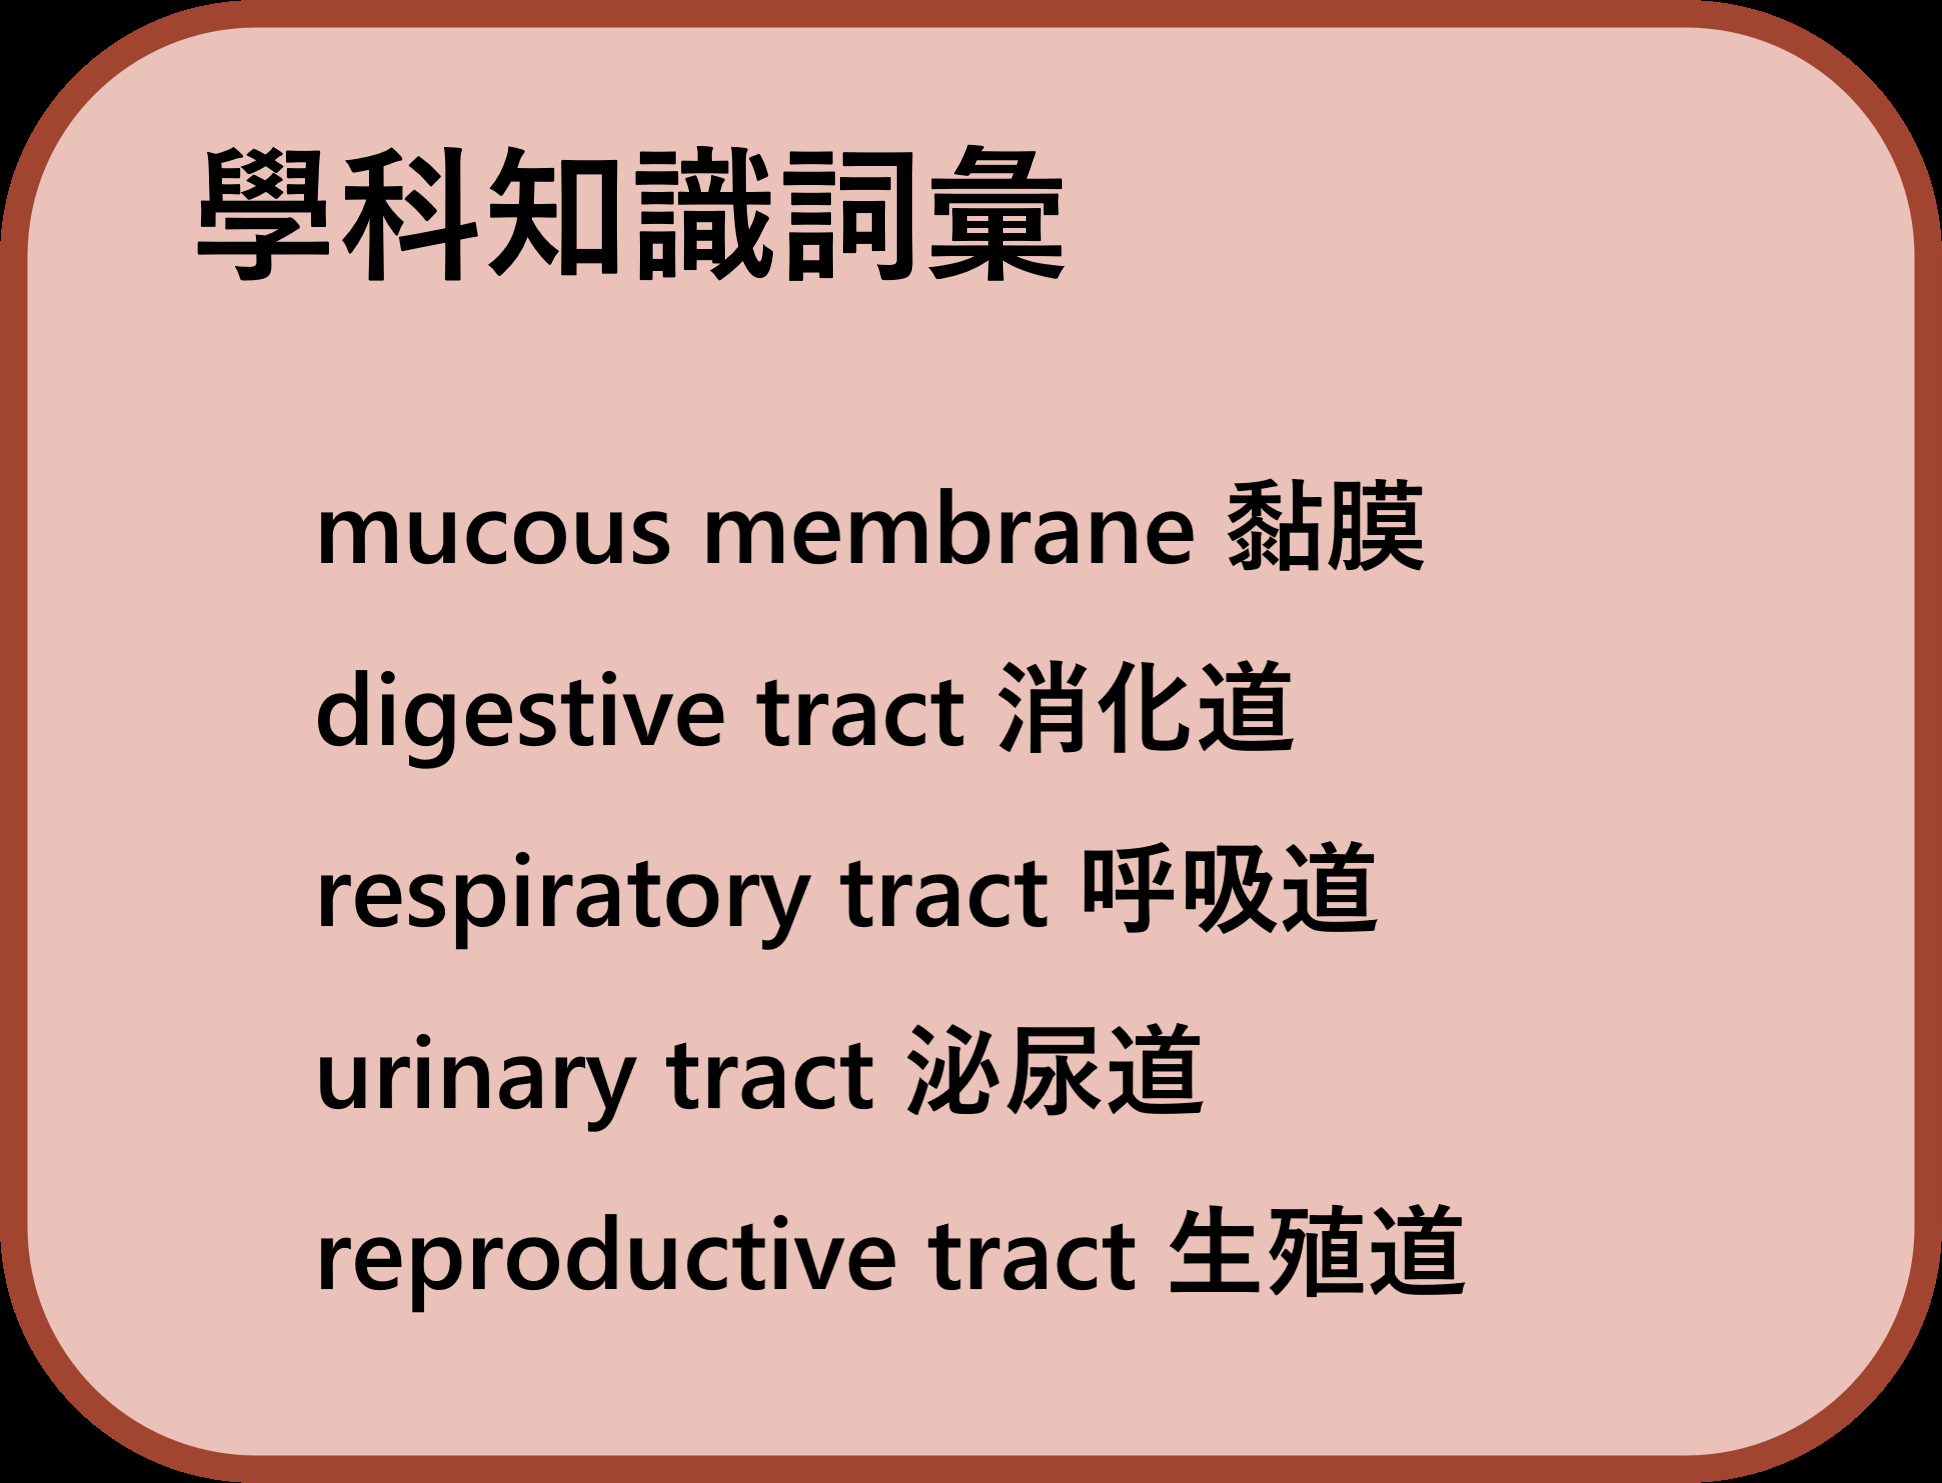 學科知識詞彙
mucous membrane 黏膜
digestive tract 消化道
respiratory tract 呼吸道
urinary tract 泌尿道
reproductive tract 生殖道